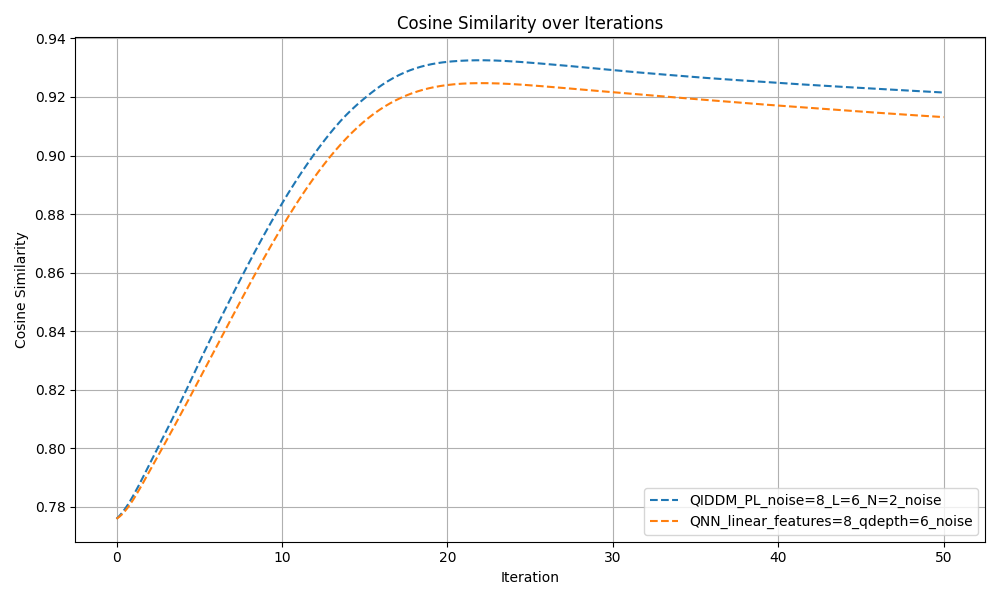 Cosine Similarity over Iterations
Cosine Similarity
0.94
0.92
0.90
0.88
0.86
0.84
0.82
0.80
0.78
0 10 20 30 40 50
Iteration
QIDDM_PL_noise=8_L=6_N=2_noise
QNN_linear_features=8_qdepth=6_noise